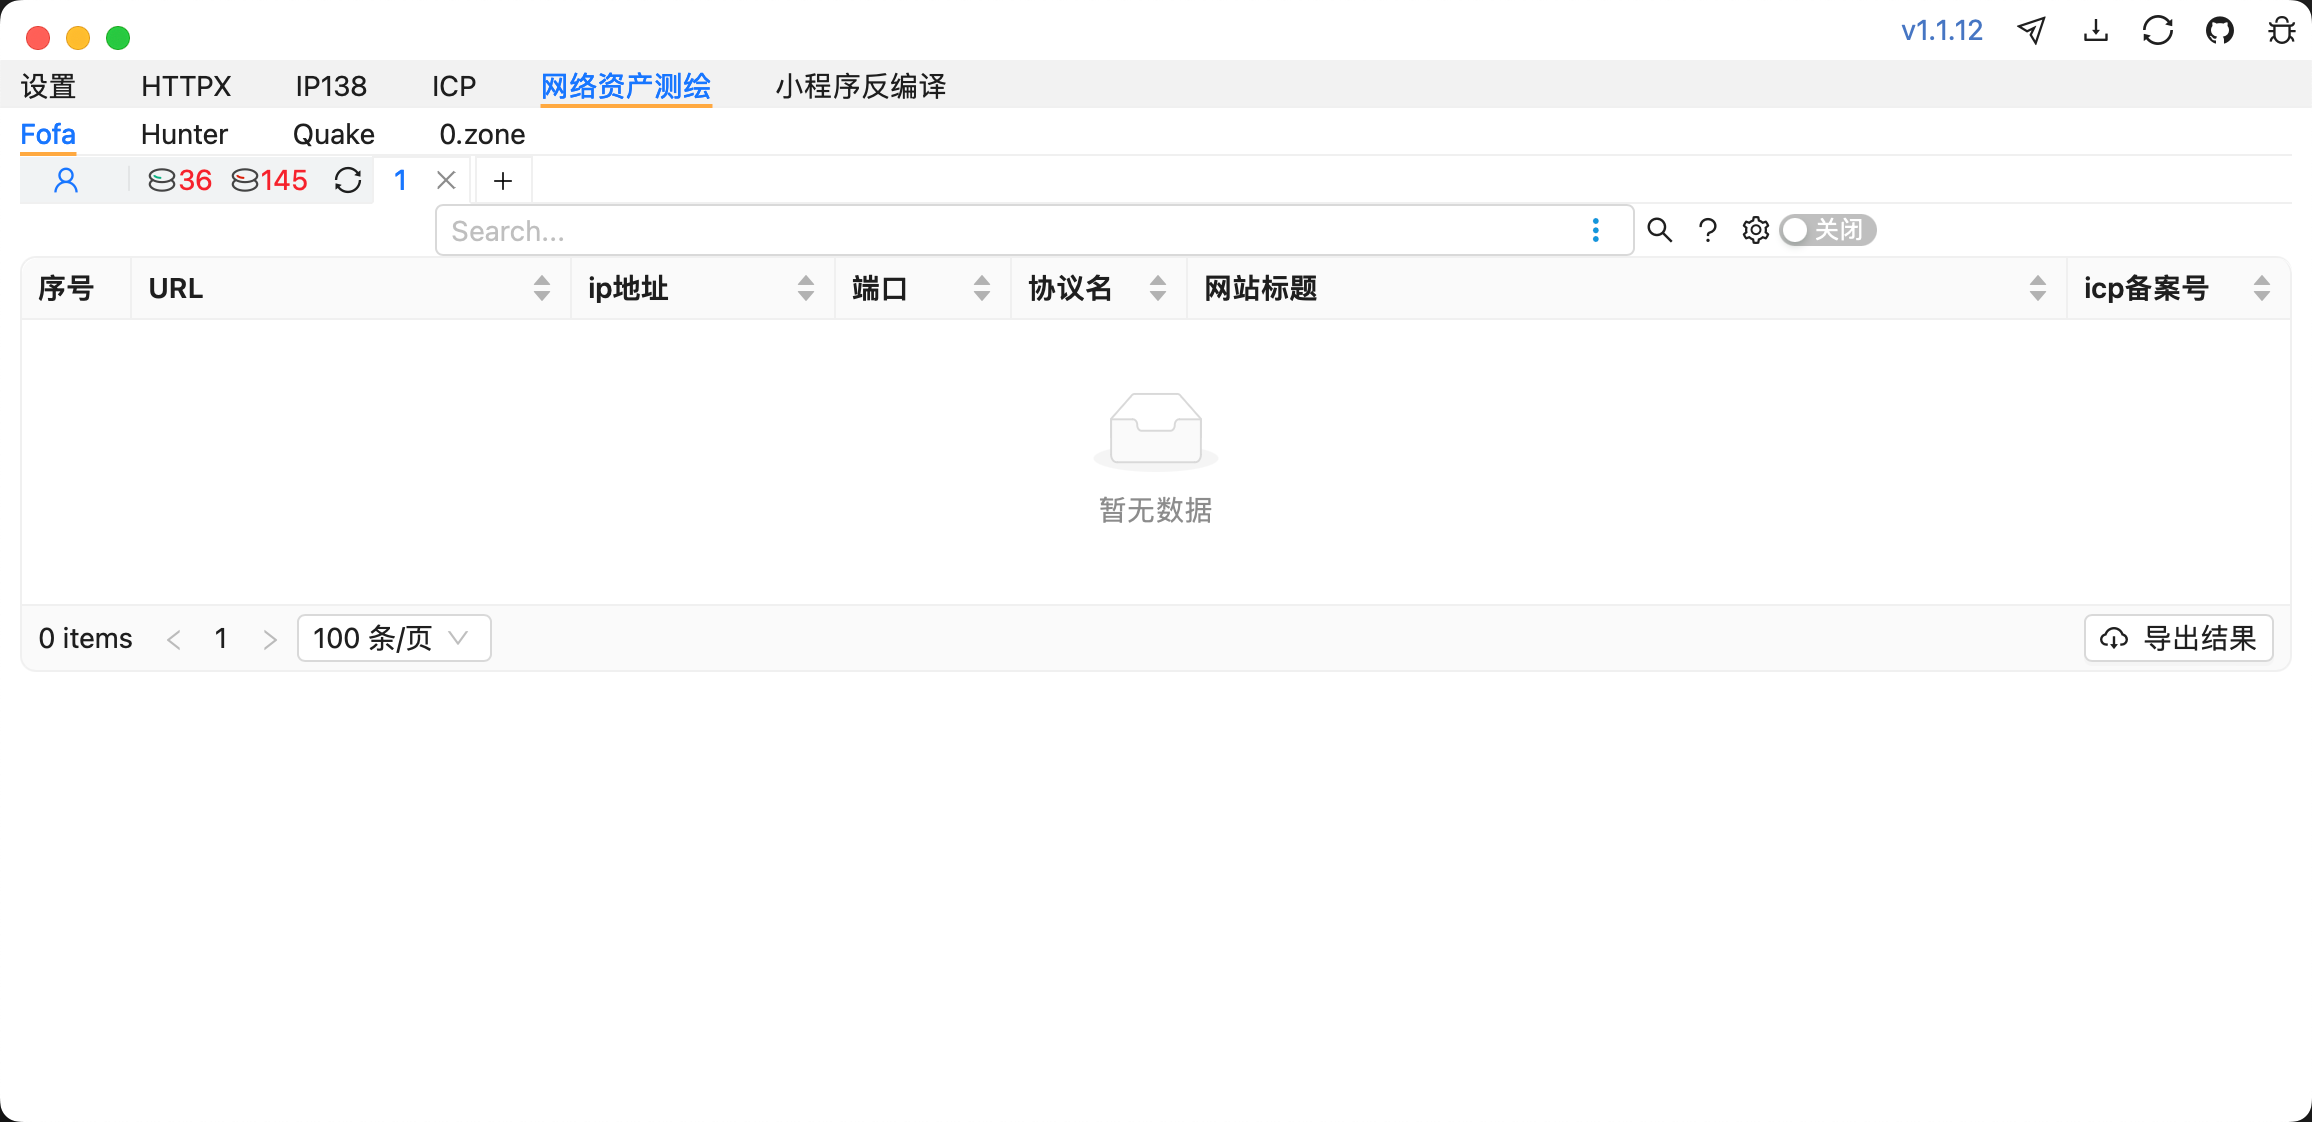 v1.1.12
设置 HTTPX IP138 ICP 网络资产测绘 小程序反编译
Fofa Hunter Quake 0.zone
36 145 1
Search...
关闭
序号 URL ip地址 端口 协议名 网站标题 icp备案号
暂无数据
0 items < 1 > 100 条/页 导出结果